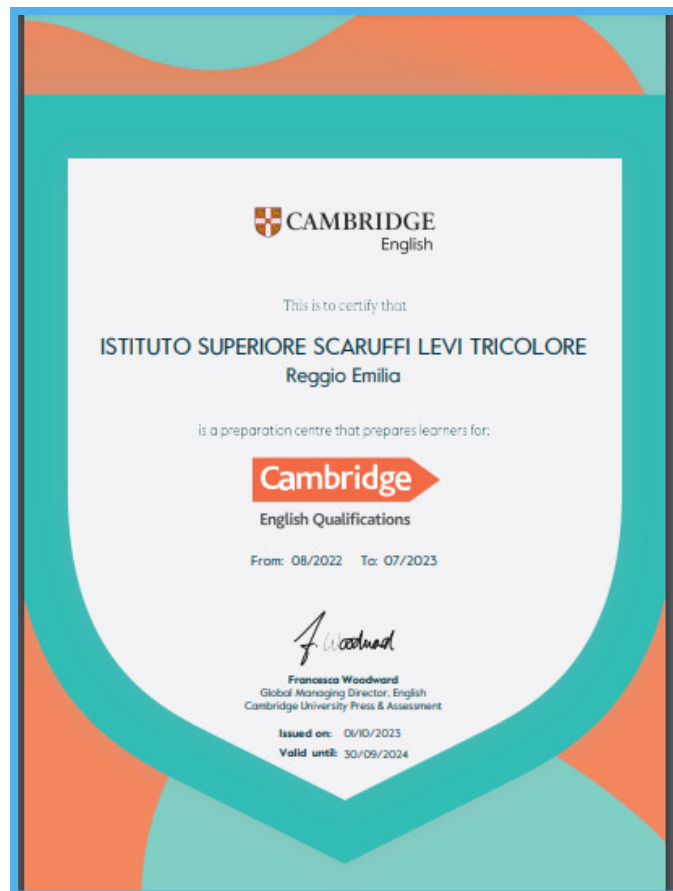 CAMBRIDGE
English
This is to certify that
ISTITUTO SUPERIORE SCARUFFI LEVI TRICOLORE
Reggio Emilia
is a preparation centre that prepares learners for:
Cambridge
English Qualifications
From: 08/2022 To: 07/2023
F. Woodward
Francesca Woodward
Global Managing Director, English
Cambridge University Press & Assessment
Issued on: 01/10/2023
Valid until: 30/09/2024